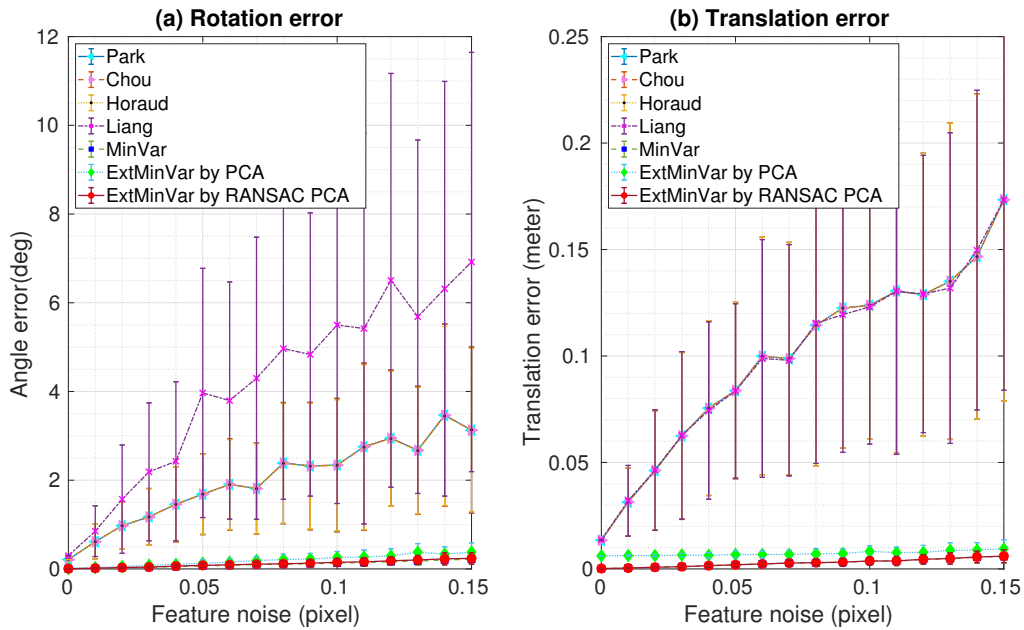 (a) Rotation error
12
10
8
6
4
2
0
0
0.05
0.1
0.15
Angle error(deg)
Feature noise (pixel)
Park
Chou
Horaud
Liang
MinVar
ExtMinVar by PCA
ExtMinVar by RANSAC PCA
(b) Translation error
0.25
0.2
0.15
0.1
0.05
0
0
0.05
0.1
0.15
Translation error (meter)
Feature noise (pixel)
Park
Chou
Horaud
Liang
MinVar
ExtMinVar by PCA
ExtMinVar by RANSAC PCA